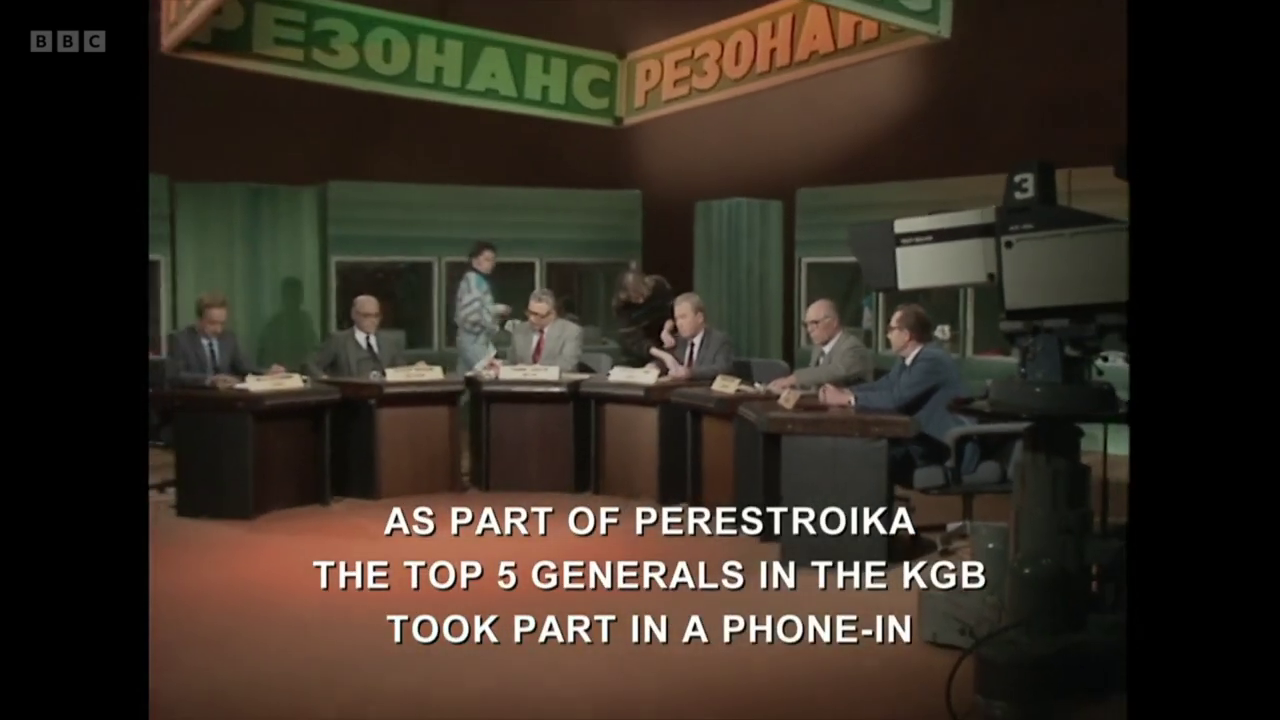 BBC
РЕЗОНАНС
РЕЗОНАНС
3
AS PART OF PERESTROIKA
THE TOP 5 GENERALS IN THE KGB
TOOK PART IN A PHONE-IN